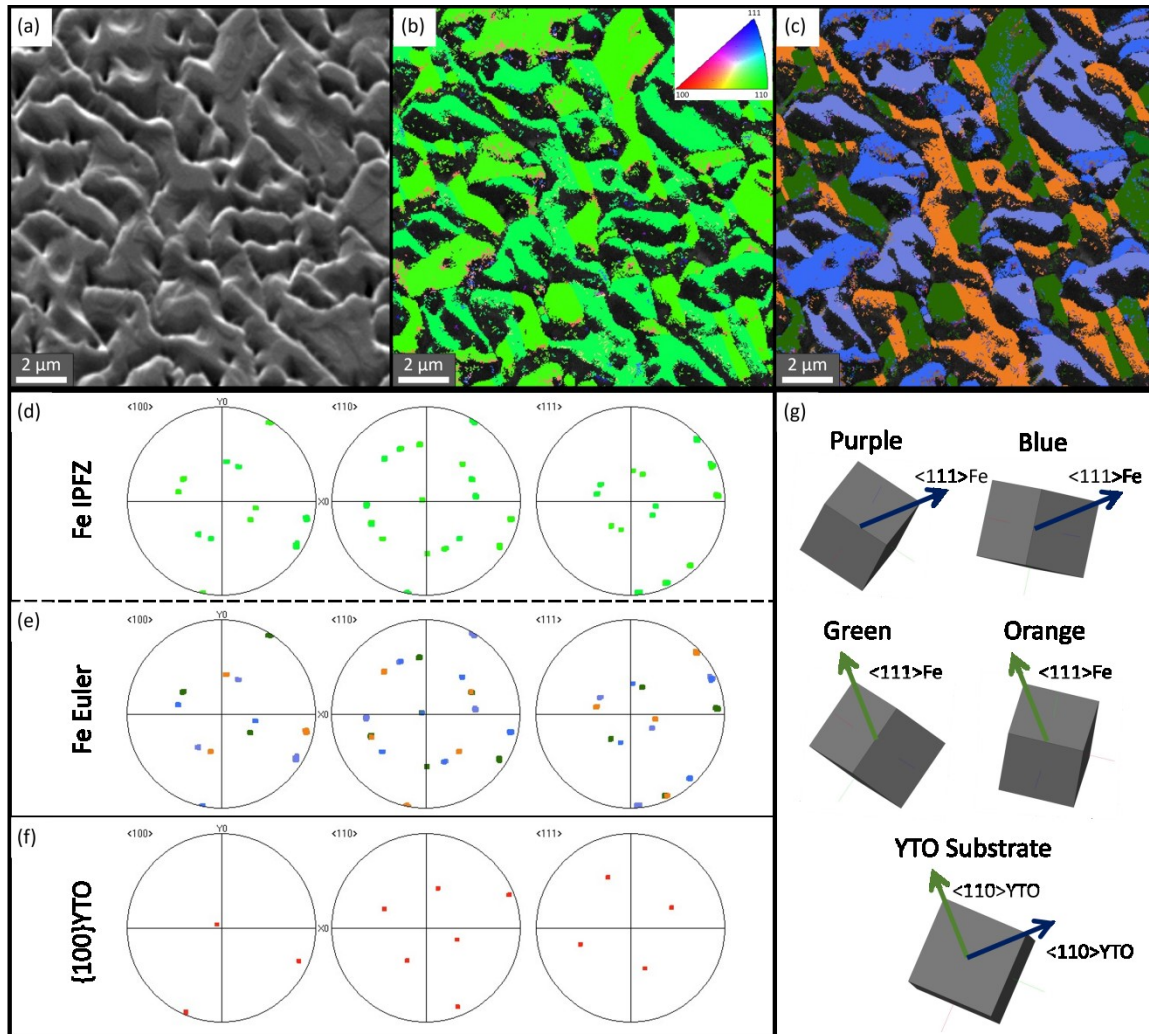 (a)
2 μm
(b)
111
100
110
2 μm
(c)
2 μm
(d)
Fe IPFZ
<100>
Y0
X0
<110>
<111>
(e)
Fe Euler
<100>
Y0
X0
<110>
<111>
(f)
{100}YTO
<100>
Y0
X0
<110>
<111>
(g)
Purple
<111>Fe
Blue
<111>Fe
Green
<111>Fe
Orange
<111>Fe
YTO Substrate
<110>YTO
<110>YTO